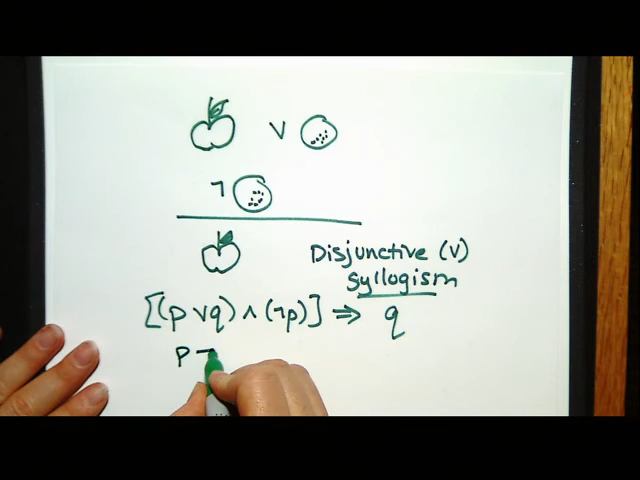 ∨
¬
Disjunctive (∨)
Syllogism
[(p ∨ q) ∧ (¬p)] ⇒ q
p